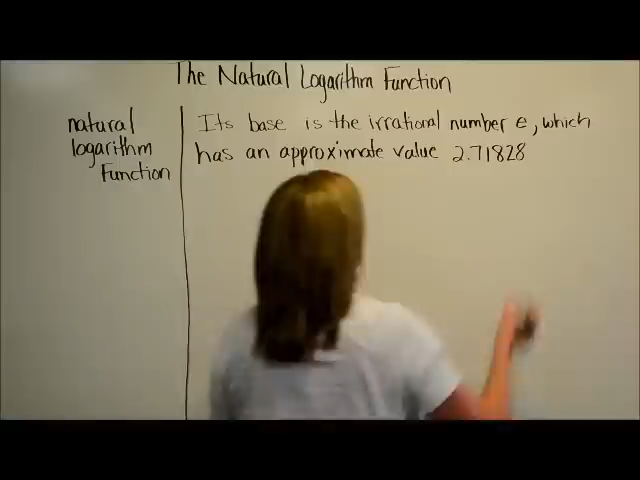 The Natural Logarithm Function
natural
logarithm
Function
Its base is the irrational number e, which
has an approximate value 2.71828